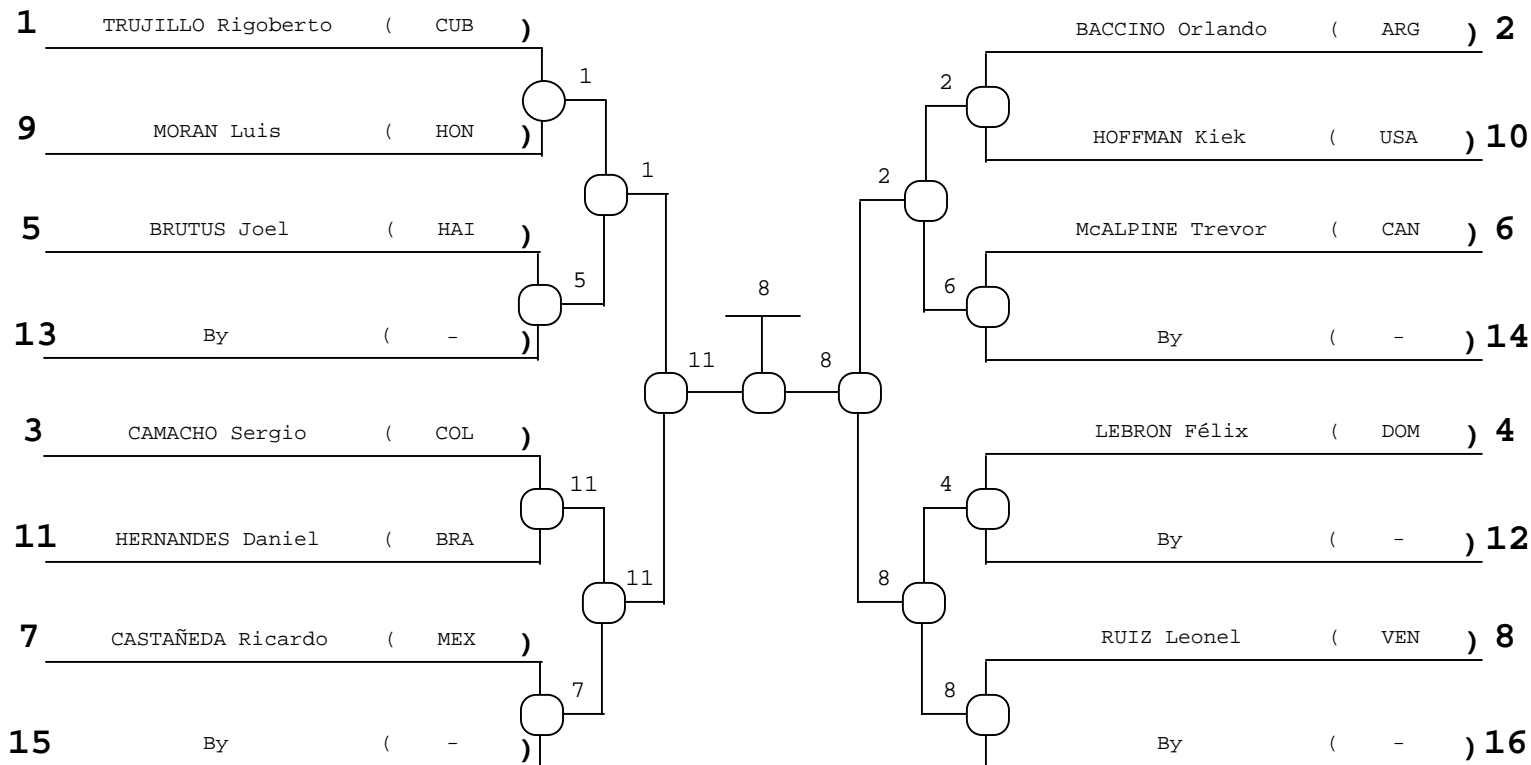 1 TRUJILLO Rigoberto ( CUB )
1
9 MORAN Luis ( HON )
1
5 BRUTUS Joel ( HAI )
5
13 By ( - )
11
3 CAMACHO Sergio ( COL )
11
11 HERNANDES Daniel ( BRA
11
7 CASTAÑEDA Ricardo ( MEX )
7
15 By ( - )
8
BACCINO Orlando ( ARG ) 2
2
HOFFMAN Kiek ( USA ) 10
2
McALPINE Trevor ( CAN ) 6
6
By ( - ) 14
8
LEBRON Félix ( DOM ) 4
4
By ( - ) 12
8
RUIZ Leonel ( VEN ) 8
8
By ( - ) 16